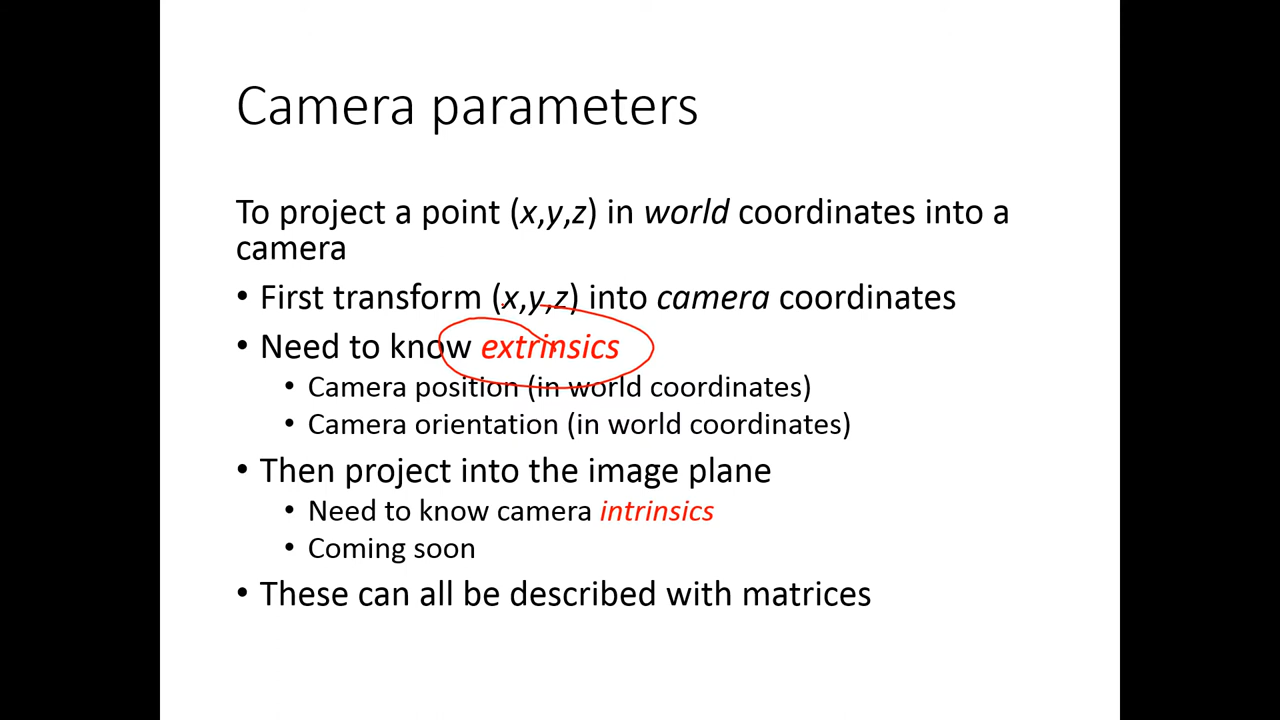 Camera parameters
To project a point (x,y,z) in world coordinates into a
camera
• First transform (x,y,z) into camera coordinates
• Need to know extrinsics
• Camera position (in world coordinates)
• Camera orientation (in world coordinates)
• Then project into the image plane
• Need to know camera intrinsics
• Coming soon
• These can all be described with matrices